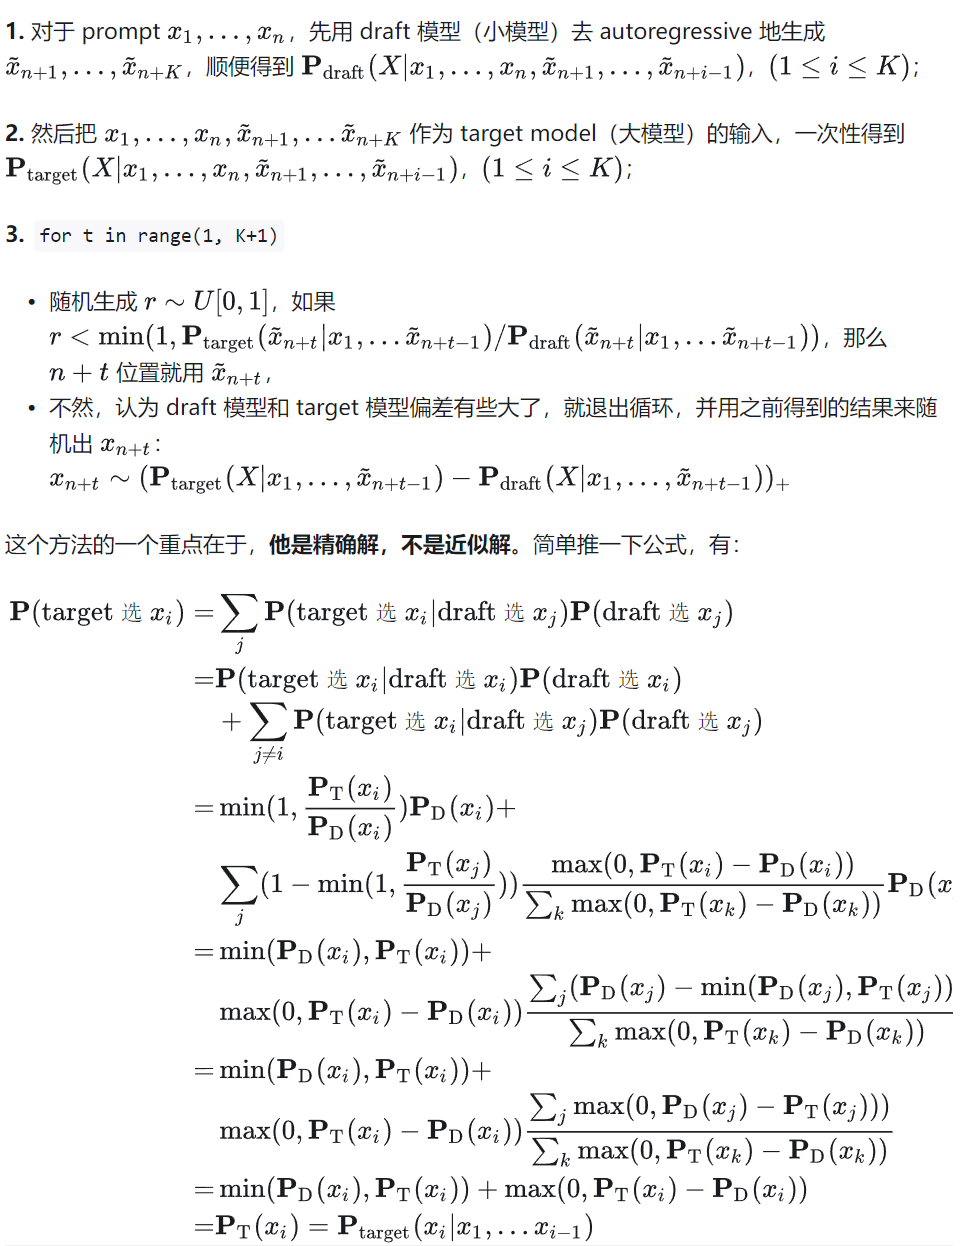 1. 对于 prompt $x_1, \ldots, x_n$，先用 draft 模型（小模型）去 autoregressive 地生成
$\tilde{x}_{n+1}, \ldots, \tilde{x}_{n+K}$，顺便得到 $\mathbf{P}_{\text{draft}}(X|x_1, \ldots, x_n, \tilde{x}_{n+1}, \ldots, \tilde{x}_{n+i-1})$，$(1 \leq i \leq K)$；
2. 然后把 $x_1, \ldots, x_n, \tilde{x}_{n+1}, \ldots \tilde{x}_{n+K}$ 作为 target model（大模型）的输入，一次性得到
$\mathbf{P}_{\text{target}}(X|x_1, \ldots, x_n, \tilde{x}_{n+1}, \ldots, \tilde{x}_{n+i-1})$，$(1 \leq i \leq K)$；
3. for t in range(1, K+1)
• 随机生成 $r \sim U[0, 1]$，如果
$r < \min(1, \mathbf{P}_{\text{target}}(\tilde{x}_{n+t}|x_1, \ldots \tilde{x}_{n+t-1})/\mathbf{P}_{\text{draft}}(\tilde{x}_{n+t}|x_1, \ldots \tilde{x}_{n+t-1}))$，那么
$n + t$ 位置就用 $\tilde{x}_{n+t}$，
• 不然，认为 draft 模型和 target 模型偏差有些大了，就退出循环，并用之前得到的结果来随
机出 $x_{n+t}$：
$x_{n+t} \sim (\mathbf{P}_{\text{target}}(X|x_1, \ldots, \tilde{x}_{n+t-1}) - \mathbf{P}_{\text{draft}}(X|x_1, \ldots, \tilde{x}_{n+t-1}))_+$
这个方法的一个重点在于，他是精确解，不是近似解。简单推一下公式，有：
$\mathbf{P}(\text{target 选 } x_i) = \sum_j \mathbf{P}(\text{target 选 } x_i|\text{draft 选 } x_j)\mathbf{P}(\text{draft 选 } x_j)$
$= \mathbf{P}(\text{target 选 } x_i|\text{draft 选 } x_i)\mathbf{P}(\text{draft 选 } x_i)$
$+ \sum_{j \neq i} \mathbf{P}(\text{target 选 } x_i|\text{draft 选 } x_j)\mathbf{P}(\text{draft 选 } x_j)$
$= \min(1, \frac{\mathbf{P}_{\text{T}}(x_i)}{\mathbf{P}_{\text{D}}(x_i)})\mathbf{P}_{\text{D}}(x_i) +$
$\sum_j (1 - \min(1, \frac{\mathbf{P}_{\text{T}}(x_j)}{\mathbf{P}_{\text{D}}(x_j)})) \frac{\max(0, \mathbf{P}_{\text{T}}(x_i) - \mathbf{P}_{\text{D}}(x_i))}{\sum_k \max(0, \mathbf{P}_{\text{T}}(x_k) - \mathbf{P}_{\text{D}}(x_k))} \mathbf{P}_{\text{D}}(x$
$= \min(\mathbf{P}_{\text{D}}(x_i), \mathbf{P}_{\text{T}}(x_i)) +$
$\max(0, \mathbf{P}_{\text{T}}(x_i) - \mathbf{P}_{\text{D}}(x_i)) \frac{\sum_j (\mathbf{P}_{\text{D}}(x_j) - \min(\mathbf{P}_{\text{D}}(x_j), \mathbf{P}_{\text{T}}(x_j))}{\sum_k \max(0, \mathbf{P}_{\text{T}}(x_k) - \mathbf{P}_{\text{D}}(x_k))}$
$= \min(\mathbf{P}_{\text{D}}(x_i), \mathbf{P}_{\text{T}}(x_i)) +$
$\max(0, \mathbf{P}_{\text{T}}(x_i) - \mathbf{P}_{\text{D}}(x_i)) \frac{\sum_j \max(0, \mathbf{P}_{\text{D}}(x_j) - \mathbf{P}_{\text{T}}(x_j)))}{\sum_k \max(0, \mathbf{P}_{\text{T}}(x_k) - \mathbf{P}_{\text{D}}(x_k))}$
$= \min(\mathbf{P}_{\text{D}}(x_i), \mathbf{P}_{\text{T}}(x_i)) + \max(0, \mathbf{P}_{\text{T}}(x_i) - \mathbf{P}_{\text{D}}(x_i))$
$= \mathbf{P}_{\text{T}}(x_i) = \mathbf{P}_{\text{target}}(x_i|x_1, \ldots x_{i-1})$